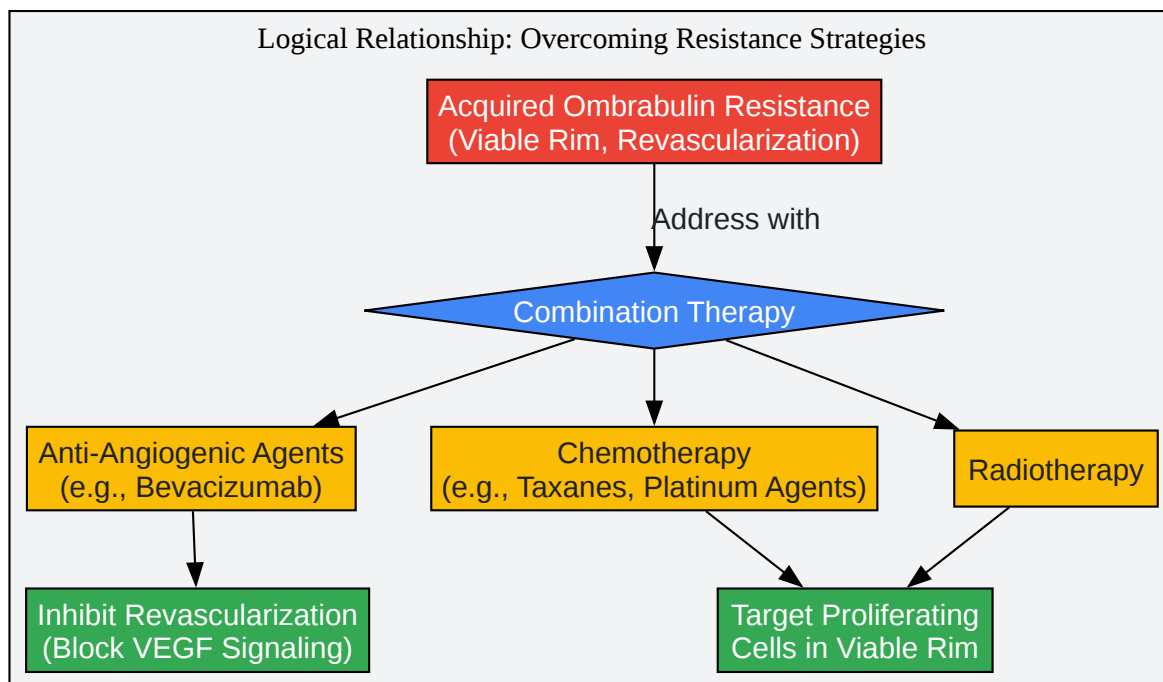 Logical Relationship: Overcoming Resistance Strategies
Acquired Ombrabulin Resistance
(Viable Rim, Revascularization)
Address with
Combination Therapy
Anti-Angiogenic Agents
(e.g., Bevacizumab)
Chemotherapy
(e.g., Taxanes, Platinum Agents)
Radiotherapy
Inhibit Revascularization
(Block VEGF Signaling)
Target Proliferating
Cells in Viable Rim